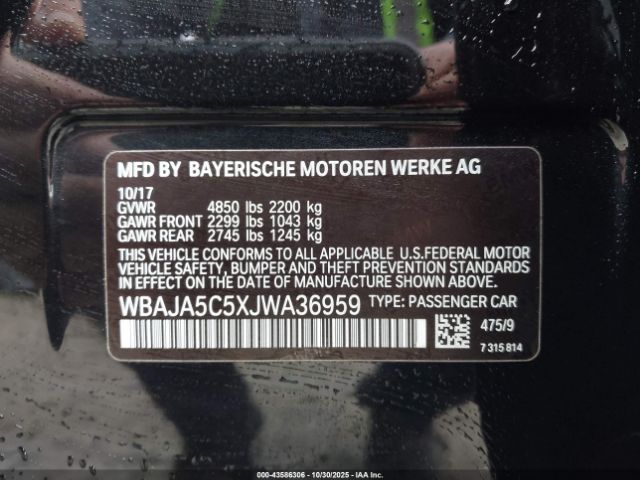 MFD BY BAYERISCHE MOTOREN WERKE AG
10/17
GVWR 4850 lbs 2200 kg
GAWR FRONT 2299 lbs 1043 kg
GAWR REAR 2745 lbs 1245 kg
THIS VEHICLE CONFORMS TO ALL APPLICABLE U.S.FEDERAL MOTOR
VEHICLE SAFETY, BUMPER, AND THEFT PREVENTION STANDARDS
IN EFFECT ON THE DATE OF MANUFACTURE SHOWN ABOVE.
WBAJA5C5XJWA36959 TYPE: PASSENGER CAR
475/9
7 315 814
000-43586306 - 10/30/2025 - IAA Inc.